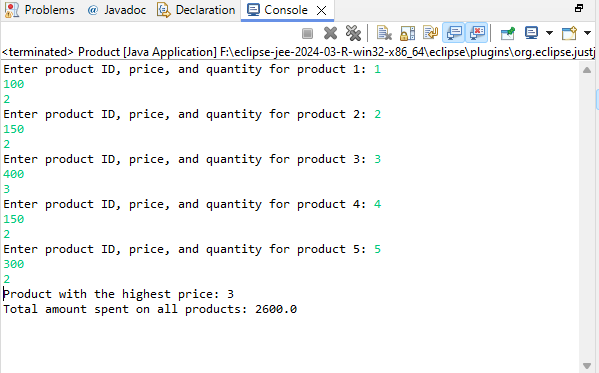 Problems @ Javadoc Declaration Console
<terminated> Product [Java Application] F:\eclipse-jee-2024-03-R-win32-x86_64\eclipse\plugins\org.eclipse.justj
Enter product ID, price, and quantity for product 1: 1
100
2
Enter product ID, price, and quantity for product 2: 2
150
2
Enter product ID, price, and quantity for product 3: 3
400
3
Enter product ID, price, and quantity for product 4: 4
150
2
Enter product ID, price, and quantity for product 5: 5
300
2
Product with the highest price: 3
Total amount spent on all products: 2600.0